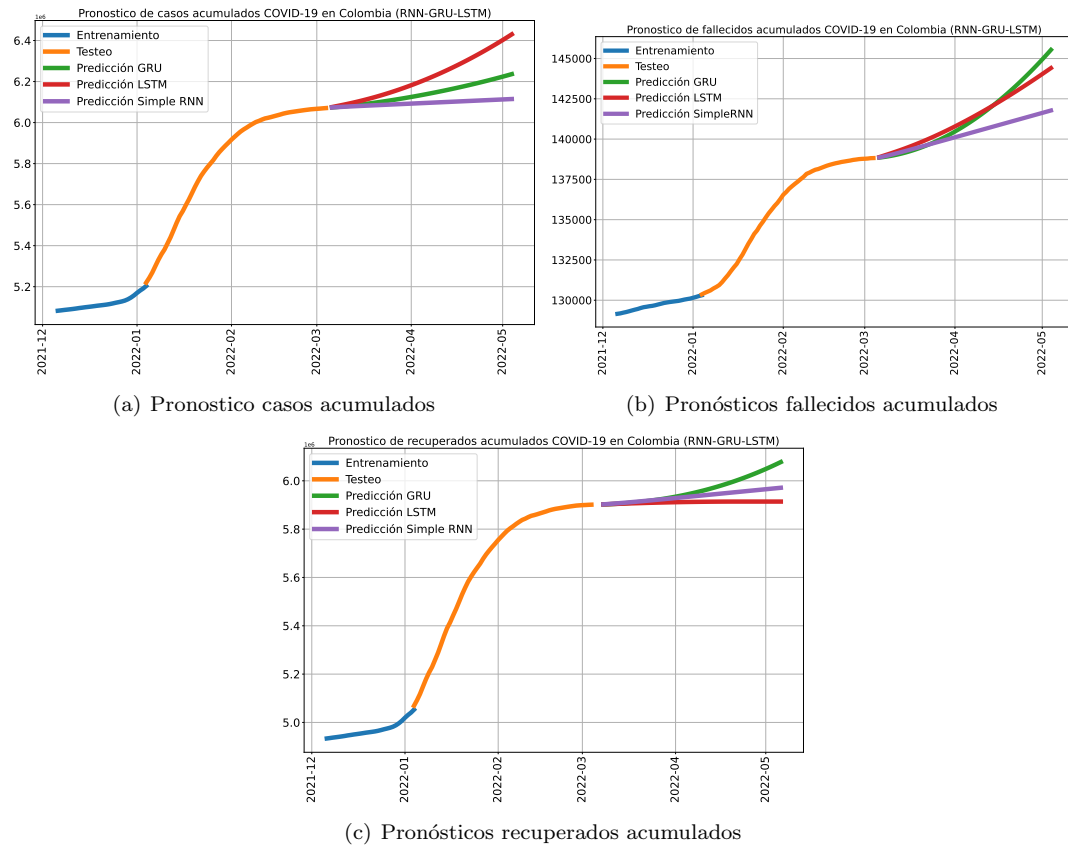 Pronostico de casos acumulados COVID-19 en Colombia (RNN-GRU-LSTM)
1e6
Entrenamiento
Testeo
Predicción GRU
Predicción LSTM
Predicción Simple RNN
6.4
6.2
6.0
5.8
5.6
5.4
5.2
2021-12
2022-01
2022-02
2022-03
2022-04
2022-05
(a) Pronostico casos acumulados
Pronostico de fallecidos acumulados COVID-19 en Colombia (RNN-GRU-LSTM)
Entrenamiento
Testeo
Predicción GRU
Predicción LSTM
Predicción SimpleRNN
145000
142500
140000
137500
135000
132500
130000
2021-12
2022-01
2022-02
2022-03
2022-04
2022-05
(b) Pronósticos fallecidos acumulados
Pronostico de recuperados acumulados COVID-19 en Colombia (RNN-GRU-LSTM)
1e6
Entrenamiento
Testeo
Predicción GRU
Predicción LSTM
Predicción Simple RNN
6.0
5.8
5.6
5.4
5.2
5.0
2021-12
2022-01
2022-02
2022-03
2022-04
2022-05
(c) Pronósticos recuperados acumulados